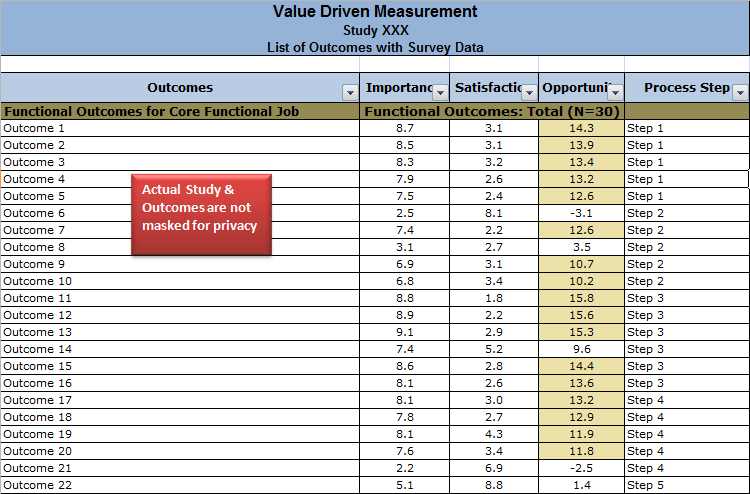 Value Driven Measurement
Study XXX
List of Outcomes with Survey Data
Outcomes Importanc Satisfactic Opportunit Process Step
Functional Outcomes for Core Functional Job Functional Outcomes: Total (N=30)
Outcome 1 8.7 3.1 14.3 Step 1
Outcome 2 8.5 3.1 13.9 Step 1
Outcome 3 8.3 3.2 13.4 Step 1
Outcome 4 7.9 2.6 13.2 Step 1
Outcome 5 7.5 2.4 12.6 Step 1
Outcome 6 2.5 8.1 -3.1 Step 2
Outcome 7 7.4 2.2 12.6 Step 2
Outcome 8 3.1 2.7 3.5 Step 2
Outcome 9 6.9 3.1 10.7 Step 2
Outcome 10 6.8 3.4 10.2 Step 2
Outcome 11 8.8 1.8 15.8 Step 3
Outcome 12 8.9 2.2 15.6 Step 3
Outcome 13 9.1 2.9 15.3 Step 3
Outcome 14 7.4 5.2 9.6 Step 3
Outcome 15 8.6 2.8 14.4 Step 3
Outcome 16 8.1 2.6 13.6 Step 3
Outcome 17 8.1 3.0 13.2 Step 4
Outcome 18 7.8 2.7 12.9 Step 4
Outcome 19 8.1 4.3 11.9 Step 4
Outcome 20 7.6 3.4 11.8 Step 4
Outcome 21 2.2 6.9 -2.5 Step 4
Outcome 22 5.1 8.8 1.4 Step 5
Actual Study &
Outcomes are not
masked for privacy